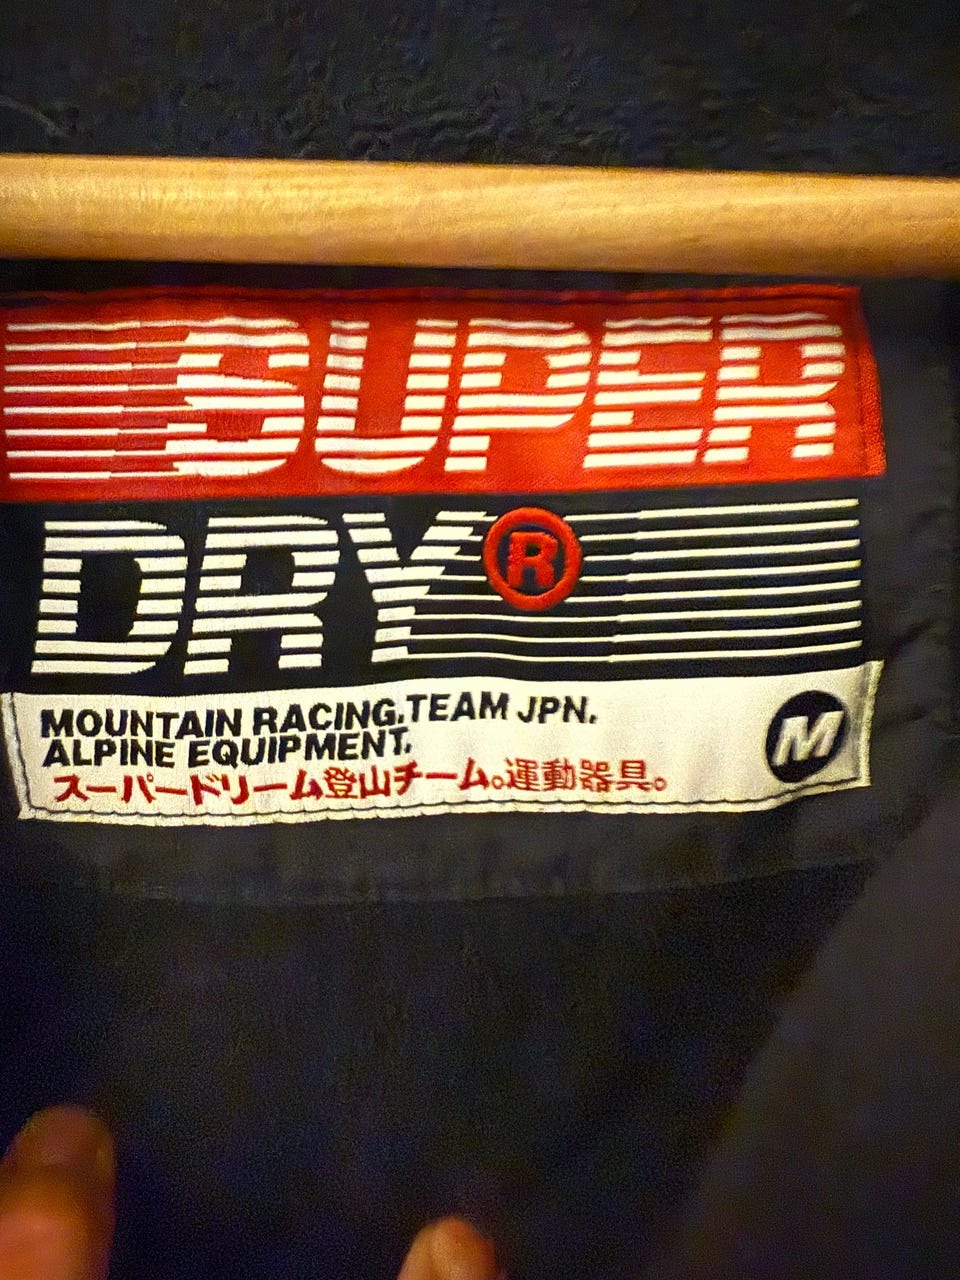 SUPER
DRY®
MOUNTAIN RACING.TEAM JPN.
ALPINE EQUIPMENT.
スーパードリーム登山チーム。運動器具。
M